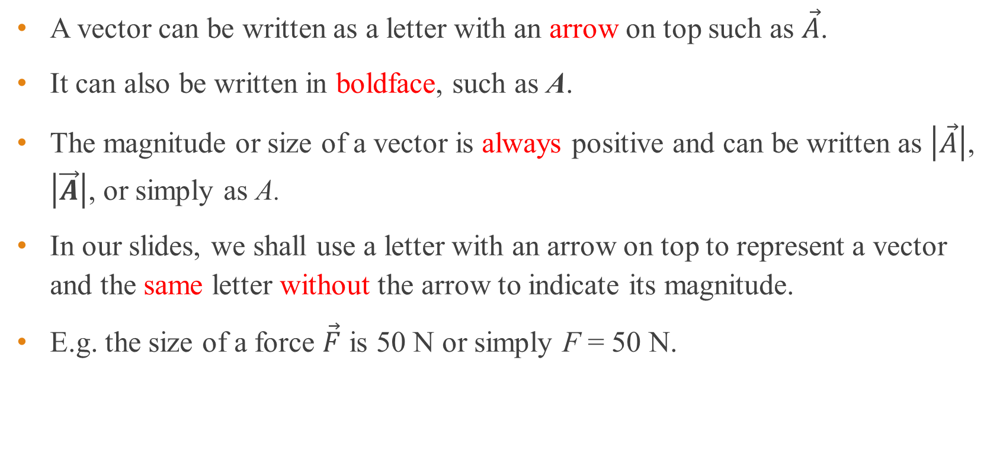 • A vector can be written as a letter with an arrow on top such as $\vec{A}$.
• It can also be written in boldface, such as **A**.
• The magnitude or size of a vector is always positive and can be written as $|\vec{A}|$,
$|\vec{\boldsymbol{A}}|$, or simply as A.
• In our slides, we shall use a letter with an arrow on top to represent a vector
and the same letter without the arrow to indicate its magnitude.
• E.g. the size of a force $\vec{F}$ is 50 N or simply F = 50 N.